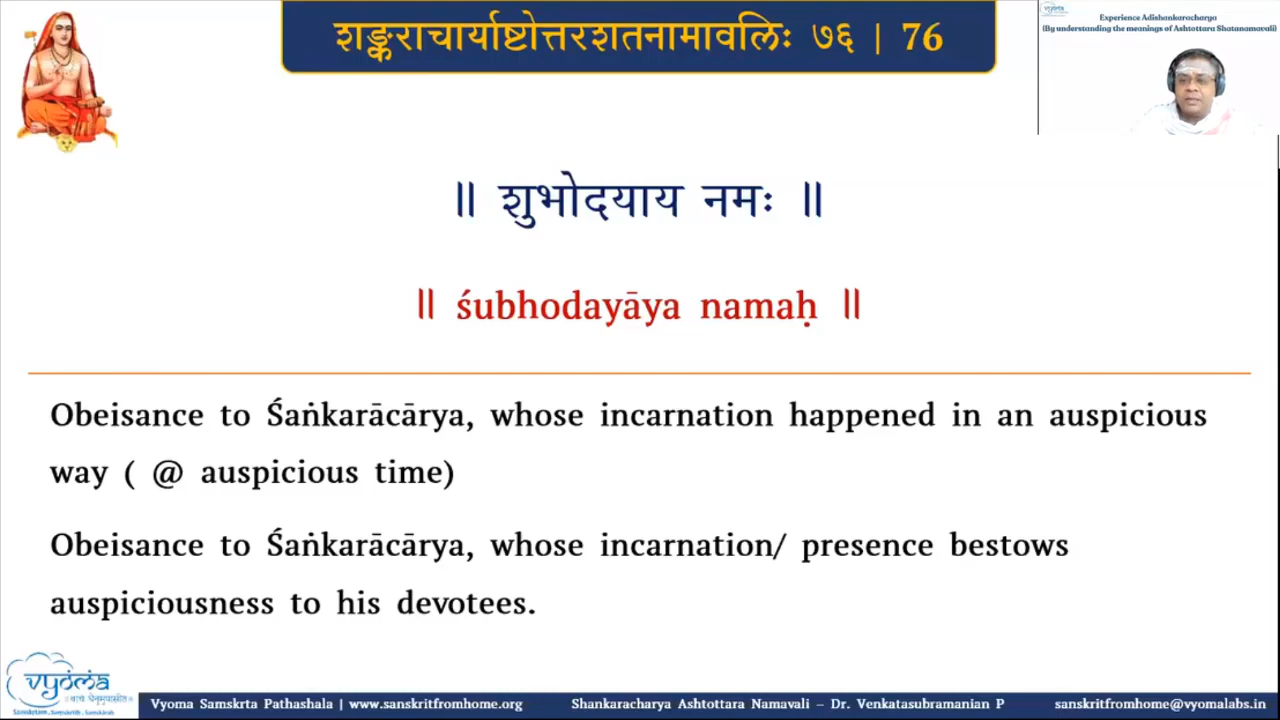 शङ्कराचार्याष्टोत्तरशतनामावलिः ७६ | 76
vyoma
Experience Adishankaracharya
(By understanding the meanings of Ashtottara Shatanamavali)
॥ शुभोदयाय नमः ॥
॥ śubhodayāya namaḥ ॥
Obeisance to Śaṅkarācārya, whose incarnation happened in an auspicious
way ( @ auspicious time)
Obeisance to Śaṅkarācārya, whose incarnation/ presence bestows
auspiciousness to his devotees.
vyoma
Vyoma Samskrta Pathashala | www.sanskritfromhome.org Shankaracharya Ashtottara Namavali – Dr. Venkatasubramanian P sanskritfromhome@vyomalabs.in